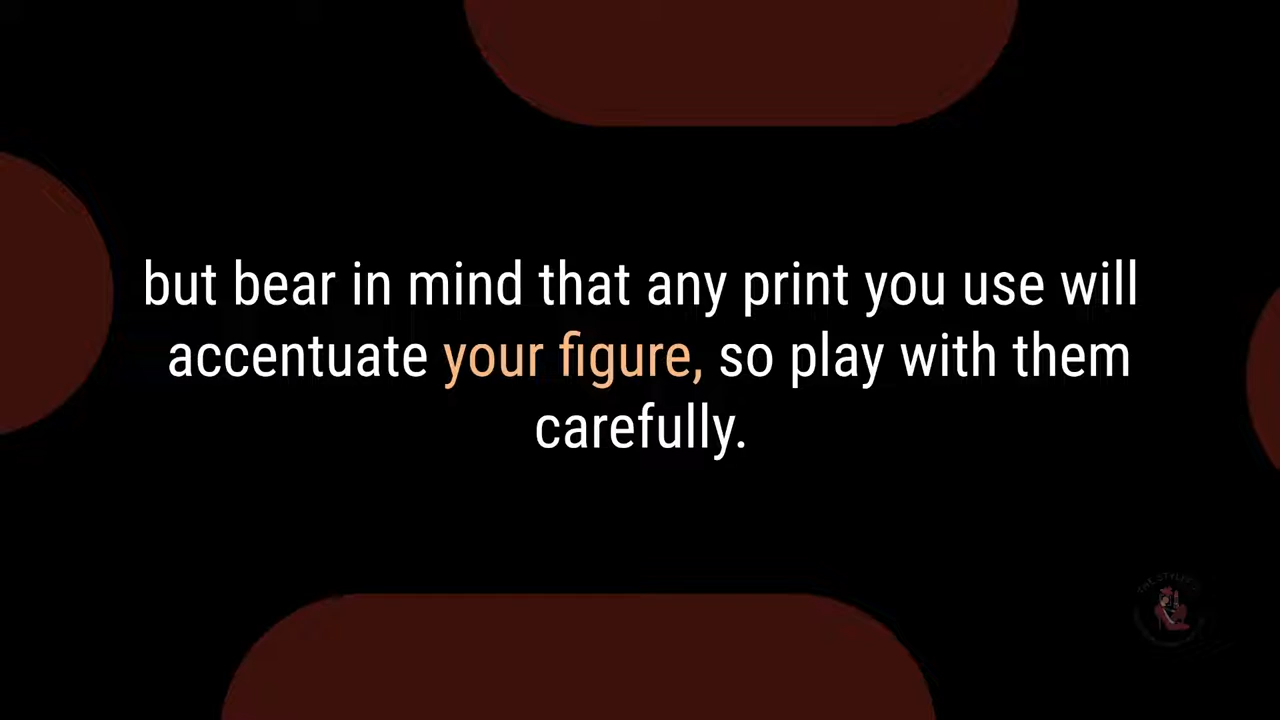 but bear in mind that any print you use will
accentuate your figure, so play with them
carefully.